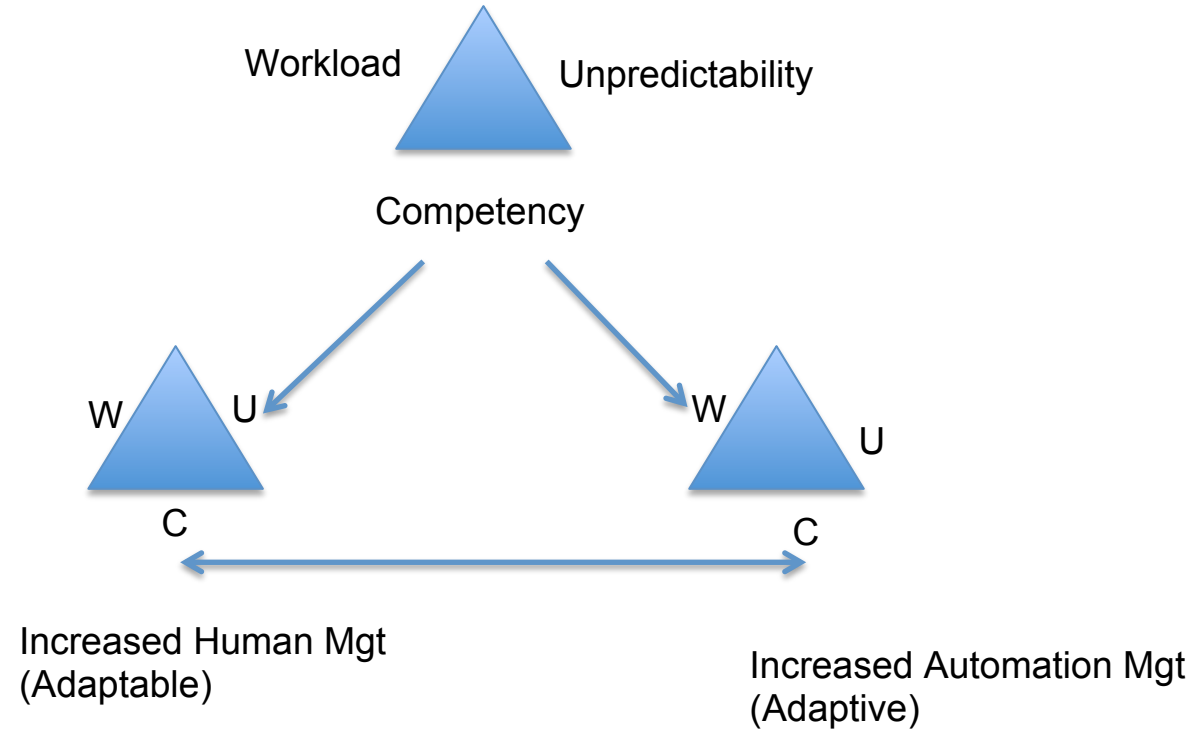 Workload
Unpredictability
Competency
W
U
C
W
U
C
Increased Human Mgt
(Adaptable)
Increased Automation Mgt
(Adaptive)